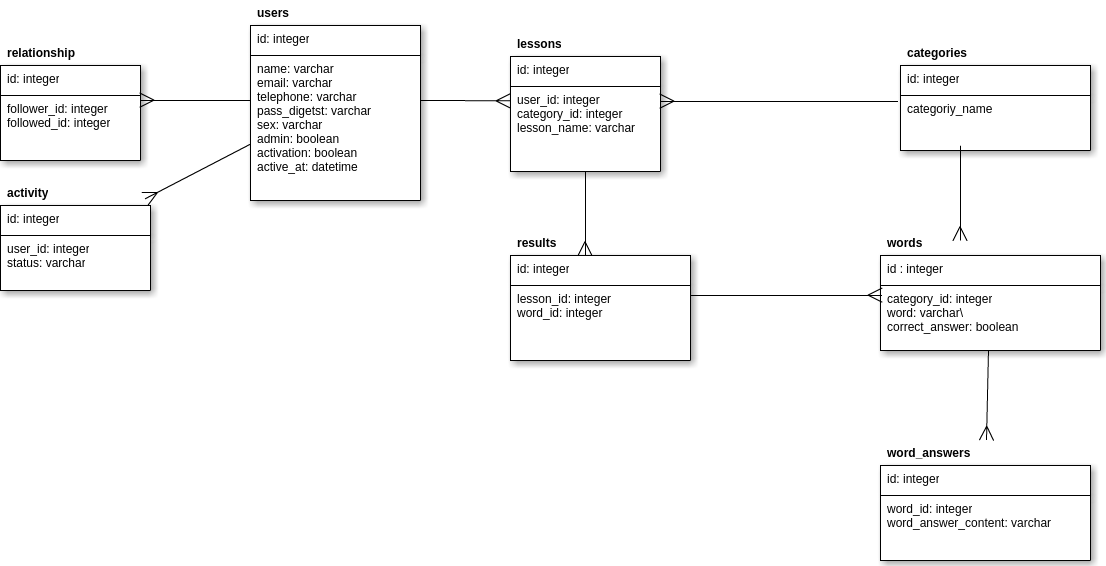 users
id: integer
name: varchar
email: varchar
telephone: varchar
pass_digetst: varchar
sex: varchar
admin: boolean
activation: boolean
active_at: datetime
relationship
id: integer
follower_id: integer
followed_id: integer
activity
id: integer
user_id: integer
status: varchar
lessons
id: integer
user_id: integer
category_id: integer
lesson_name: varchar
categories
id: integer
categoriy_name
results
id: integer
lesson_id: integer
word_id: integer
words
id : integer
category_id: integer
word: varchar\
correct_answer: boolean
word_answers
id: integer
word_id: integer
word_answer_content: varchar